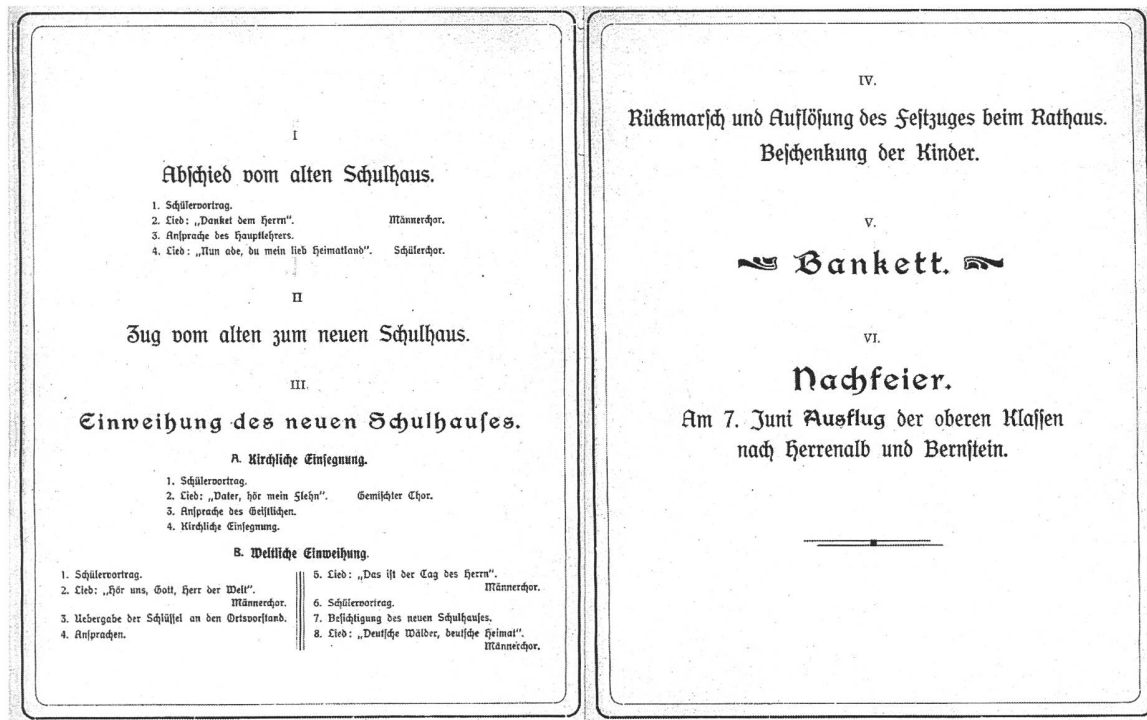 I
Abschied vom alten Schulhaus.
1. Schülervortrag.
2. Lied: „Danket dem Herrn“. Männerchor.
3. Ansprache des Hauptlehrers.
4. Lied: „Nun ade, du mein lieb Heimatland“. Schülerchor.
II
Zug vom alten zum neuen Schulhaus.
III.
Einweihung des neuen Schulhauses.
A. Kirchliche Einsegnung.
1. Schülervortrag.
2. Lied: „Vater, hör mein Flehn“. Gemischter Chor.
3. Ansprache des Geistlichen.
4. Kirchliche Einsegnung.
B. Weltliche Einweihung.
1. Schülervortrag.
2. Lied: „Hör uns, Gott, Herr der Welt“.
Männerchor.
3. Uebergabe der Schlüssel an den Ortsvorstand.
4. Ansprachen.
5. Lied: „Das ist der Tag des Herrn“.
Männerchor.
6. Schülervortrag.
7. Besichtigung des neuen Schulhauses.
8. Lied: „Deutsche Wälder, deutsche Heimat“.
Männerchor.
IV.
Rückmarsch und Auflösung des Festzuges beim Rathaus.
Beschenkung der Kinder.
V.
Bankett.
VI.
Nachfeier.
Am 7. Juni Ausflug der oberen Klassen
nach Herrenalb und Bernstein.